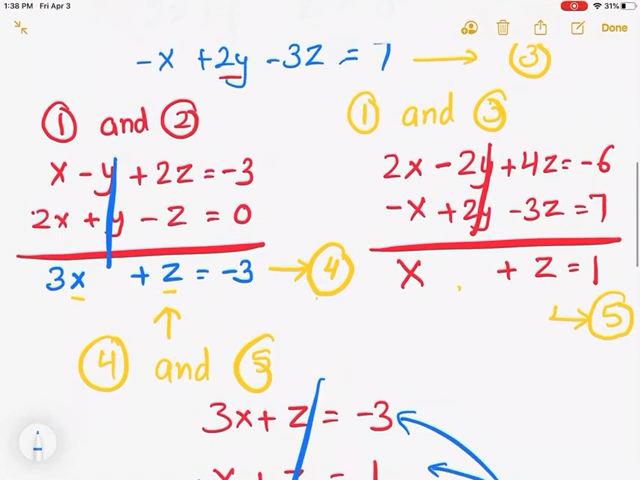 1:38 PM Fri Apr 3
31%
Done
-x + 2y - 3z = 7 → ③
① and ②
x - y + 2z = -3
2x + y - z = 0
3x + z = -3 → ④
① and ③
2x - 2y + 4z = -6
-x + 2y - 3z = 7
x + z = 1
→ ⑤
④ and ⑤
3x + z = -3
x + z = 1